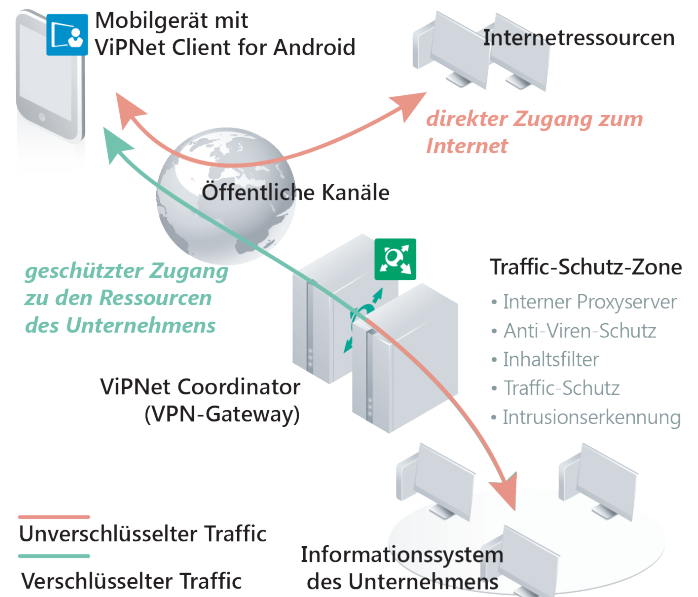 Mobilgerät mit
ViPNet Client for Android
Internetressourcen
direkter Zugang zum
Internet
Öffentliche Kanäle
geschützter Zugang
zu den Ressourcen
des Unternehmens
Traffic-Schutz-Zone
• Interner Proxyserver
• Anti-Viren-Schutz
• Inhaltsfilter
• Traffic-Schutz
• Intrusionserkennung
ViPNet Coordinator
(VPN-Gateway)
Unverschlüsselter Traffic
Verschlüsselter Traffic
Informationssystem
des Unternehmens